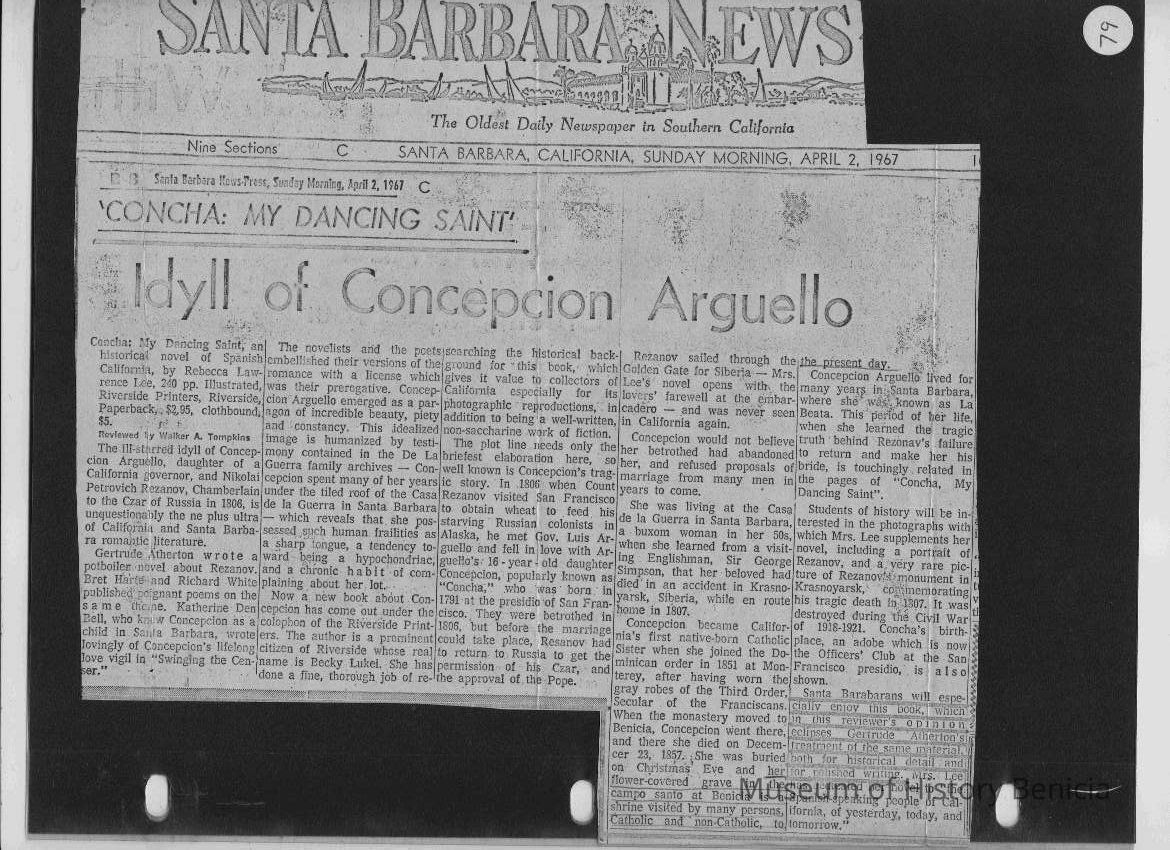 79
SANTA BARBARA NEWS
The Oldest Daily Newspaper in Southern California
Nine Sections C SANTA BARBARA, CALIFORNIA, SUNDAY MORNING, APRIL 2, 1967
Santa Barbara News-Press, Sunday Morning, April 2, 1967 C
'CONCHA: MY DANCING SAINT'
Idyll of Concepcion Arguello
Concha: My Dancing Saint, an
historical novel of Spanish
California, by Rebecca Law-
rence Lee, 240 pp. Illustrated,
Riverside Printers, Riverside,
Paperback, $2.95, clothbound,
$5.
Reviewed by Walker A. Tompkins
The ill-starred idyll of Concep-
cion Arguello, daughter of a
California governor, and Nikolai
Petrovich Rezanov, Chamberlain
to the Czar of Russia in 1806, is
unquestionably the ne plus ultra
of California and Santa Barba-
ra romantic literature.
Gertrude Atherton wrote a
potboiler novel about Rezanov.
Bret Harte and Richard White
published poignant poems on the
same theme. Katherine Den
Bell, who knew Concepcion as a
child in Santa Barbara, wrote
lovingly of Concepcion's lifelong
love vigil in "Swinging the Cen-
ser."
The novelists and the poets
embellished their versions of the
romance with a license which
was their prerogative. Concep-
cion Arguello emerged as a par-
agon of incredible beauty, piety
and constancy. This idealized
image is humanized by testi-
mony contained in the De La
Guerra family archives — Con-
cepcion spent many of her years
under the tiled roof of the Casa
de la Guerra in Santa Barbara
— which reveals that she pos-
sessed such human frailities as
a sharp tongue, a tendency to-
ward being a hypochondriac,
and a chronic habit of com-
plaining about her lot.
Now a new book about Con-
cepcion has come out under the
colophon of the Riverside Print-
ers. The author is a prominent
citizen of Riverside whose real
name is Becky Lukei. She has
done a fine, thorough job of re-
searching the historical back-
ground for this book, which
gives it value to collectors of
California especially for its
photographic reproductions, in
addition to being a well-written,
non-saccharine work of fiction.
The plot line needs only the
briefest elaboration here, so
well known is Concepcion's trag-
ic story. In 1806 when Count
Rezanov visited San Francisco
to obtain wheat to feed his
starving Russian colonists in
Alaska, he met Gov. Luis Ar-
guello and fell in love with Ar-
guello's 16-year-old daughter
Concepcion, popularly known as
"Concha," who was born in
1791 at the presidio of San Fran-
cisco. They were betrothed in
1806, but before the marriage
could take place, Resanov had
to return to Russia to get the
permission of his Czar, and
the approval of the Pope.
Rezanov sailed through the
Golden Gate for Siberia — Mrs.
Lee's novel opens with the
lovers' farewell at the embar-
cadero — and was never seen
in California again.
Concepcion would not believe
her betrothed had abandoned
her, and refused proposals of
marriage from many men in
years to come.
She was living at the Casa
de la Guerra in Santa Barbara,
a buxom woman in her 50s,
when she learned from a visit-
ing Englishman, Sir George
Simpson, that her beloved had
died in an accident in Krasno-
yarsk, Siberia, while en route
home in 1807.
Concepcion became Califor-
nia's first native-born Catholic
Sister when she joined the Do-
minican order in 1851 at Mon-
terey, after having worn the
gray robes of the Third Order,
Secular of the Franciscans.
When the monastery moved to
Benicia, Concepcion went there,
and there she died on Decem-
cer 23, 1857. She was buried
on Christmas Eve and her
flower-covered grave in the
campo santo at Benicia is a
shrine visited by many persons,
Catholic and non-Catholic, to
the present day.
Concepcion Arguello lived for
many years in Santa Barbara,
where she was known as La
Beata. This period of her life,
when she learned the tragic
truth behind Rezonav's failure
to return and make her his
bride, is touchingly related in
the pages of "Concha, My
Dancing Saint".
Students of history will be in-
terested in the photographs with
which Mrs. Lee supplements her
novel, including a portrait of
Rezanov, and a very rare pic-
ture of Rezanov's monument in
Krasnoyarsk, commemorating
his tragic death in 1807. It was
destroyed during the Civil War
of 1918-1921. Concha's birth-
place, an adobe which is now
the Officers' Club at the San
Francisco presidio, is also
shown.
Santa Barabarans will espe-
cially enjoy this book, which
in this reviewer's opinion
eclipses Gertrude Atherton's
treatment of the same material,
both for historical detail and
for polished writing. Mrs. Lee
Spanish-speaking people of Cal-
ifornia, of yesterday, today, and
tomorrow."
Museum of History Benicia